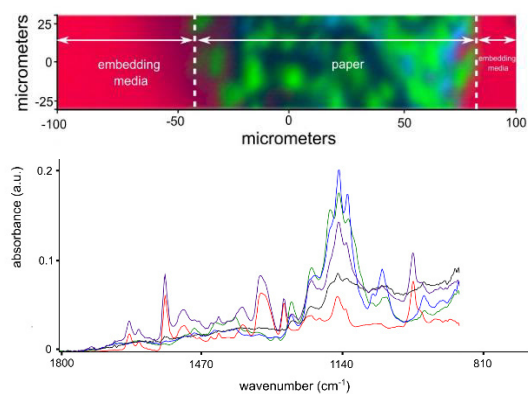 micrometers
25
0
-25
embedding
media
paper
embedding
media
-100
-50
0
50
100
micrometers
absorbance (a.u.)
0.2
0.1
0
1800
1470
1140
810
wavenumber (cm⁻¹)